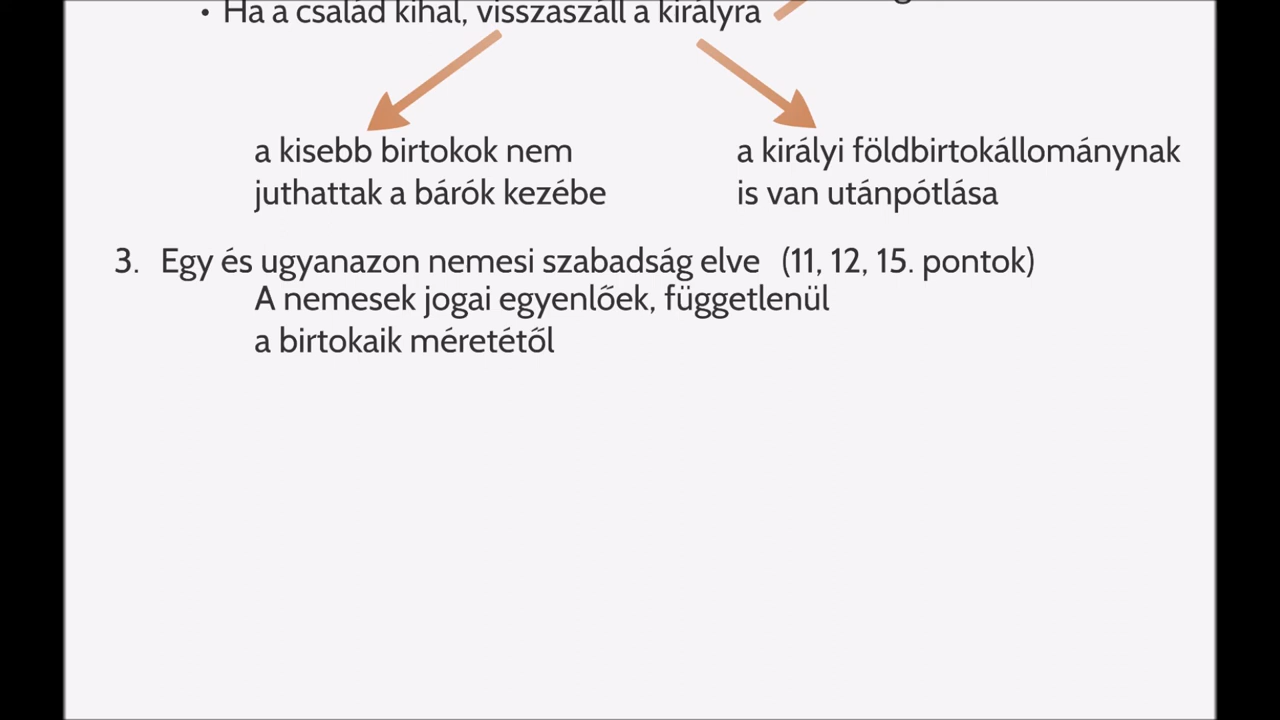 • Ha a család kihal, visszaszáll a királyra
a kisebb birtokok nem
juthattak a bárók kezébe
a királyi földbirtokállománynak
is van utánpótlása
3. Egy és ugyanazon nemesi szabadság elve (11, 12, 15. pontok)
A nemesek jogai egyenlőek, függetlenül
a birtokaik méretétől